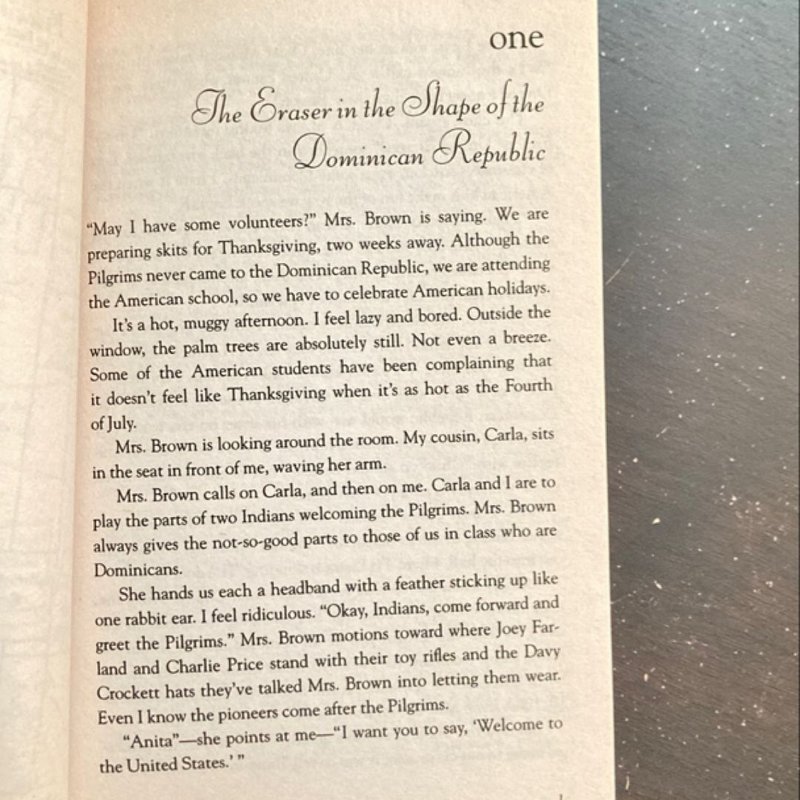 one
The Eraser in the Shape of the
Dominican Republic
“May I have some volunteers?” Mrs. Brown is saying. We are
preparing skits for Thanksgiving, two weeks away. Although the
Pilgrims never came to the Dominican Republic, we are attending
the American school, so we have to celebrate American holidays.
It’s a hot, muggy afternoon. I feel lazy and bored. Outside the
window, the palm trees are absolutely still. Not even a breeze.
Some of the American students have been complaining that
it doesn’t feel like Thanksgiving when it’s as hot as the Fourth
of July.
Mrs. Brown is looking around the room. My cousin, Carla, sits
in the seat in front of me, waving her arm.
Mrs. Brown calls on Carla, and then on me. Carla and I are to
play the parts of two Indians welcoming the Pilgrims. Mrs. Brown
always gives the not-so-good parts to those of us in class who are
Dominicans.
She hands us each a headband with a feather sticking up like
one rabbit ear. I feel ridiculous. “Okay, Indians, come forward and
greet the Pilgrims.” Mrs. Brown motions toward where Joey Far-
land and Charlie Price stand with their toy rifles and the Davy
Crockett hats they’ve talked Mrs. Brown into letting them wear.
Even I know the pioneers come after the Pilgrims.
“Anita”—she points at me—“I want you to say, ‘Welcome to
the United States.’ ”